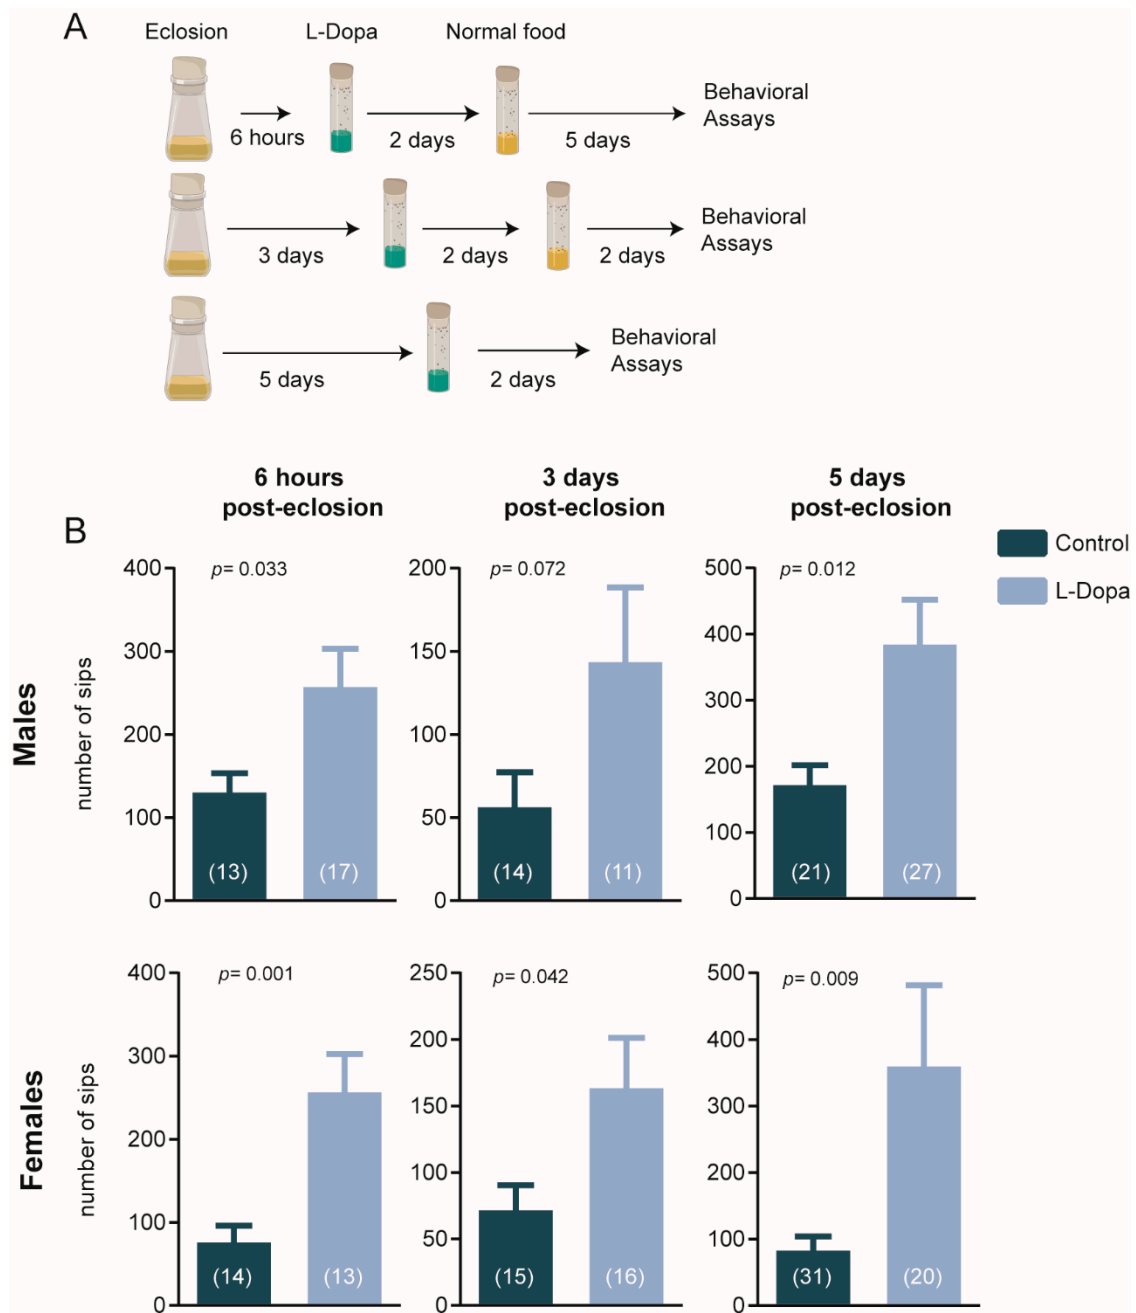 A
Eclosion L-Dopa Normal food
6 hours 2 days 5 days
Behavioral
Assays
3 days 2 days 2 days
Behavioral
Assays
5 days 2 days
Behavioral
Assays
6 hours
post-eclosion
3 days
post-eclosion
5 days
post-eclosion
B
Control
L-Dopa
Males
number of sips
400
300
200
100
0
p= 0.033
(13) (17)
200
150
100
50
0
p= 0.072
(14) (11)
500
400
300
200
100
0
p= 0.012
(21) (27)
Females
number of sips
400
300
200
100
0
p= 0.001
(14) (13)
250
200
150
100
50
0
p= 0.042
(15) (16)
500
400
300
200
100
0
p= 0.009
(31) (20)